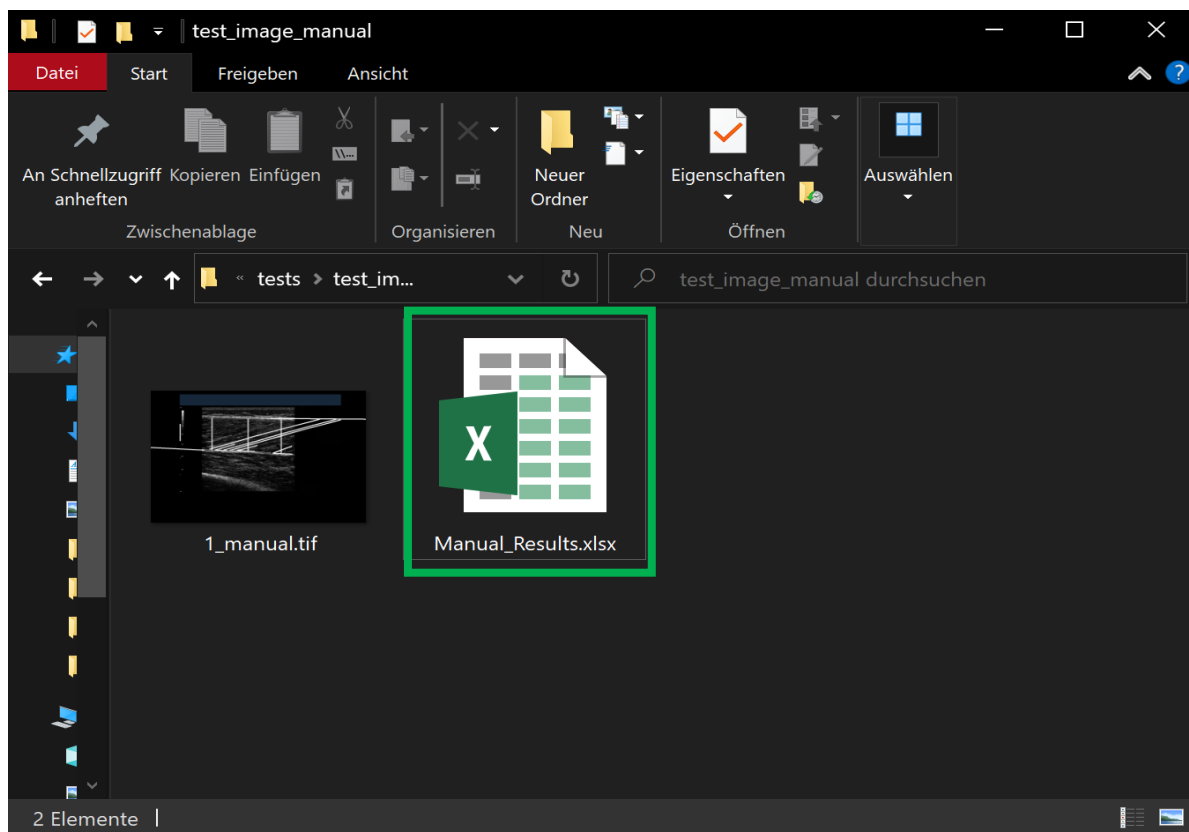 test_image_manual
Datei Start Freigeben Ansicht
?
An Schnellzugriff
anheften
Kopieren
Einfügen
Zwischenablage
Organisieren
Neuer
Ordner
Neu
Eigenschaften
Öffnen
Auswählen
« tests > test_im...
test_image_manual durchsuchen
X
1_manual.tif
Manual_Results.xlsx
2 Elemente